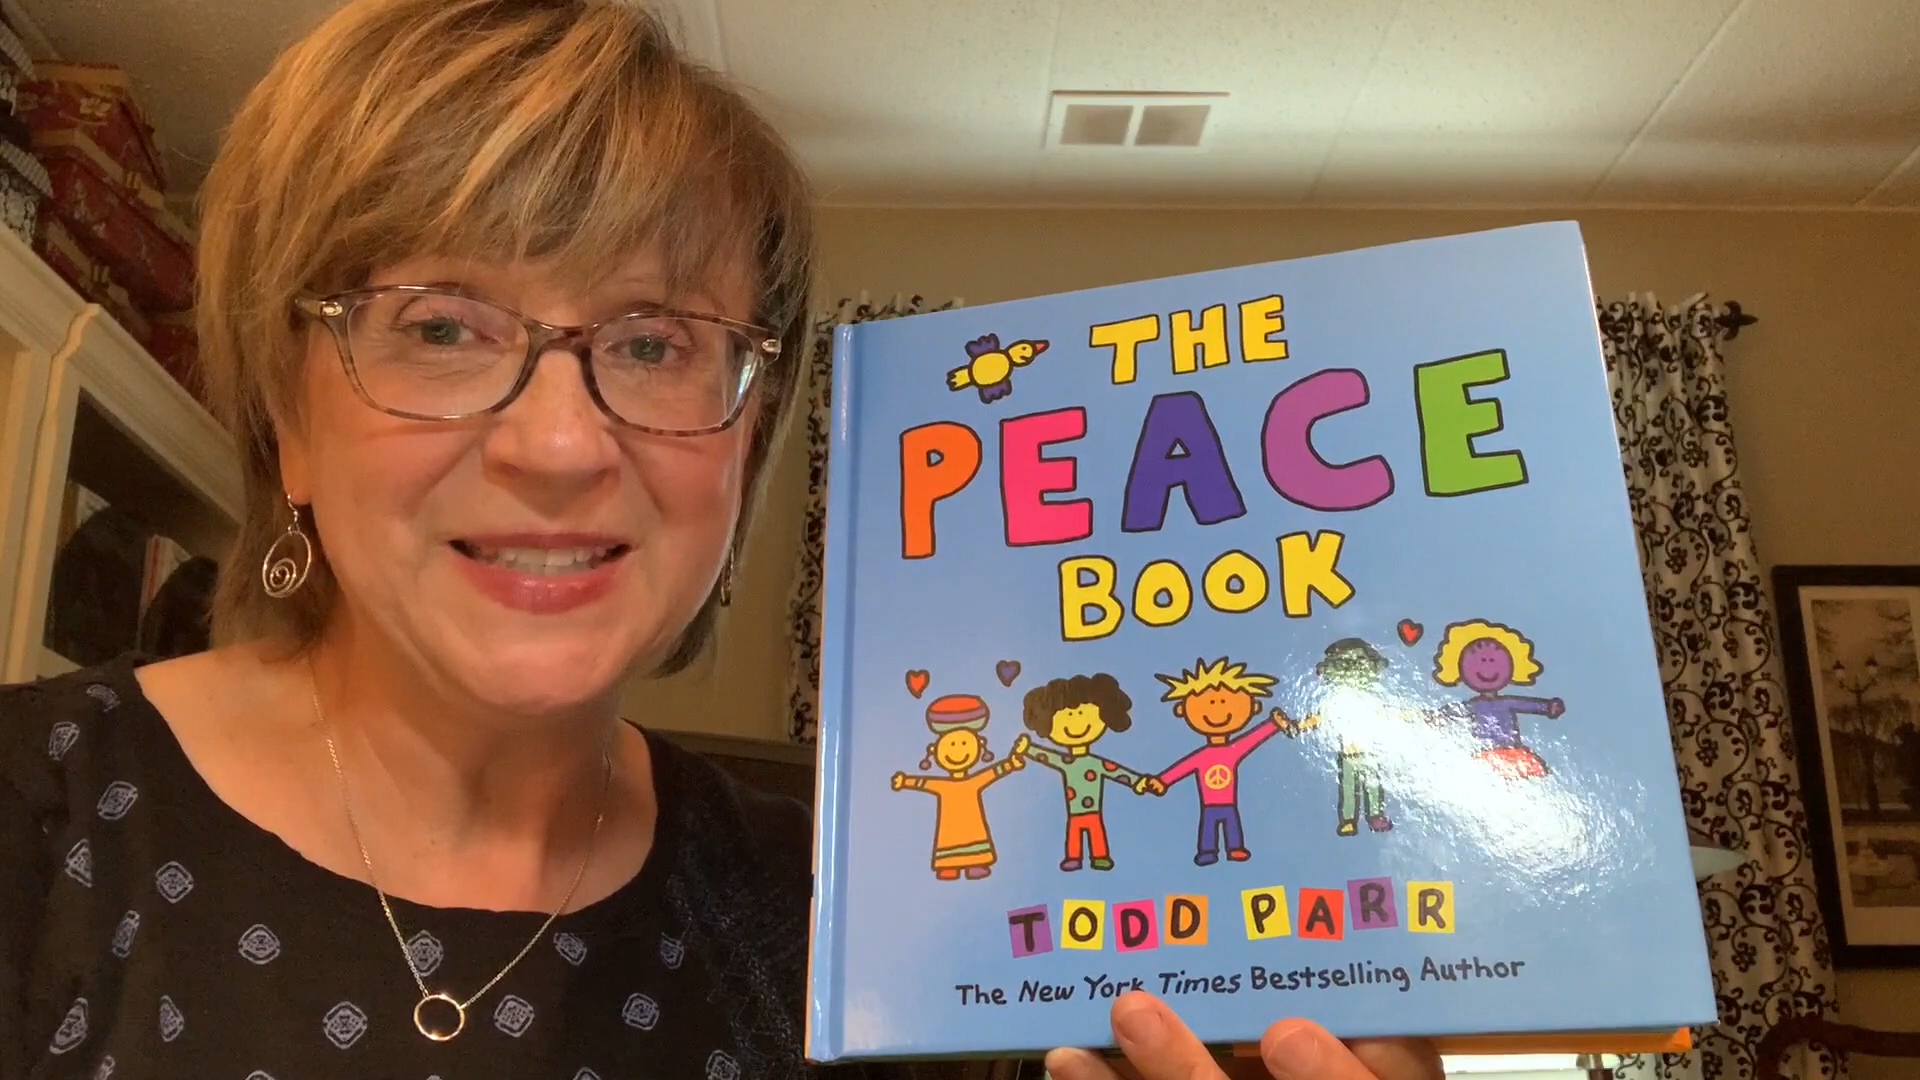 THE
PEACE
BOOK
TODD PARR
The New York Times Bestselling Author